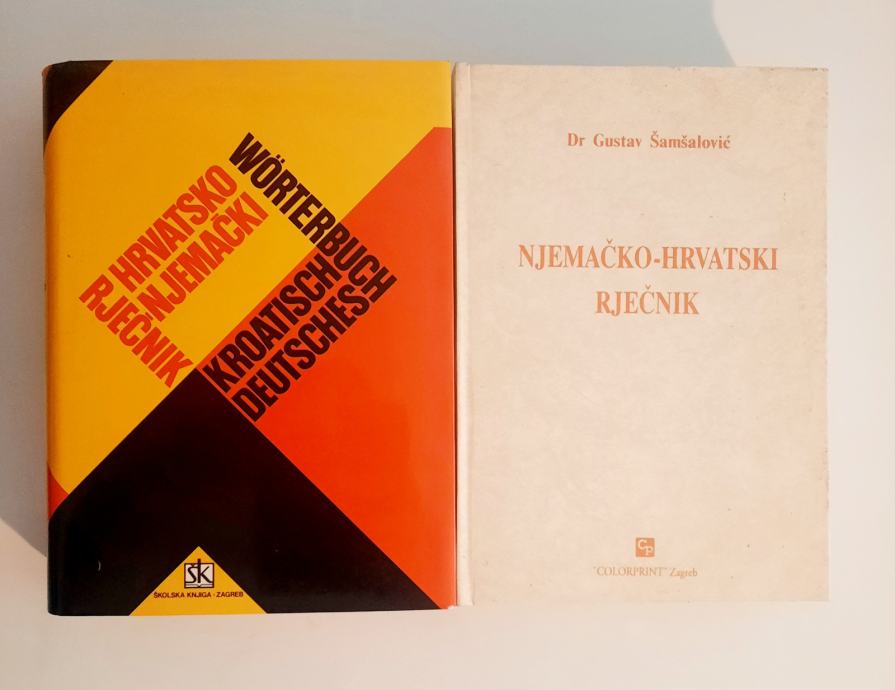 HRVATSKO
-NJEMAČKI
RJEČNIK
WÖRTERBUCH
KROATISCH-
DEUTSCHES
ŠK
ŠKOLSKA KNJIGA · ZAGREB
Dr Gustav Šamšalović
NJEMAČKO-HRVATSKI
RJEČNIK
CP
"COLORPRINT" Zagreb